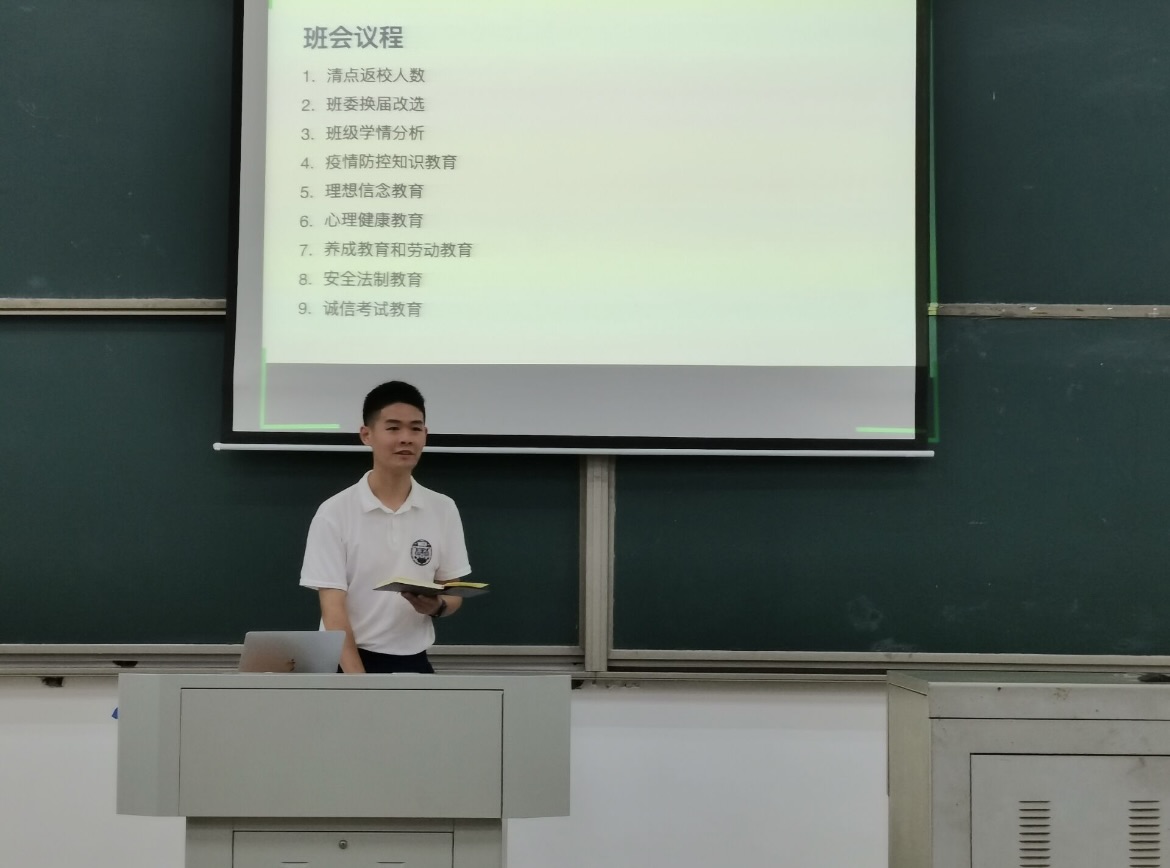 班会议程
1. 清点返校人数
2. 班委换届改选
3. 班级学情分析
4. 疫情防控知识教育
5. 理想信念教育
6. 心理健康教育
7. 养成教育和劳动教育
8. 安全法制教育
9. 诚信考试教育